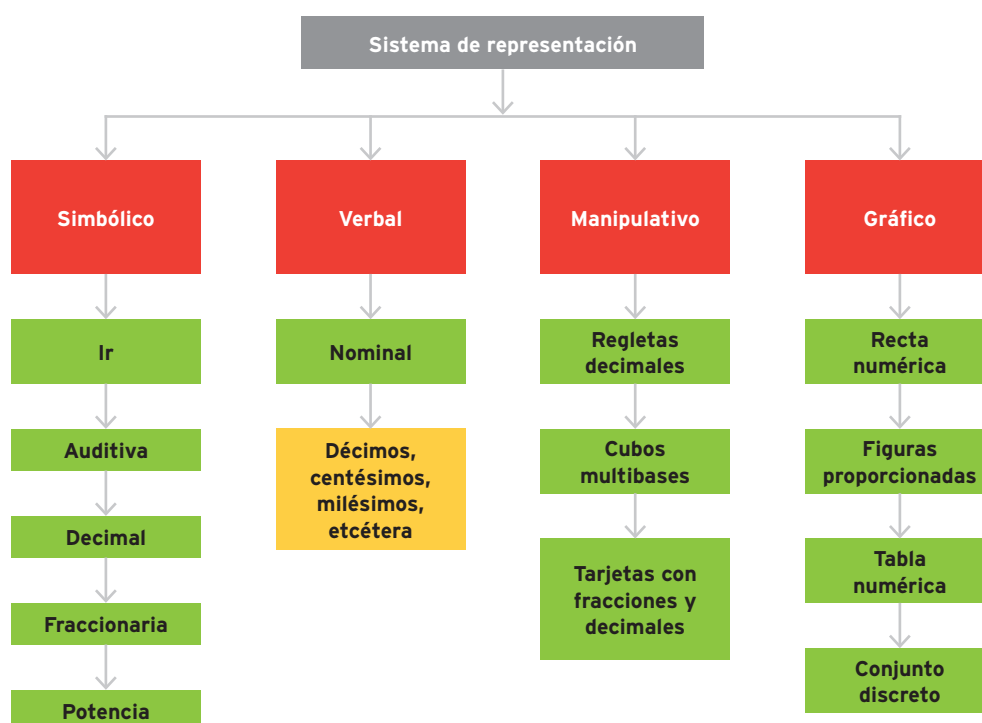 Sistema de representación
Simbólico
Ir
Auditiva
Decimal
Fraccionaria
Potencia
Verbal
Nominal
Décimos,
centésimos,
milésimos,
etcétera
Manipulativo
Regletas
decimales
Cubos
multibases
Tarjetas con
fracciones y
decimales
Gráfico
Recta
numérica
Figuras
proporcionadas
Tabla
numérica
Conjunto
discreto